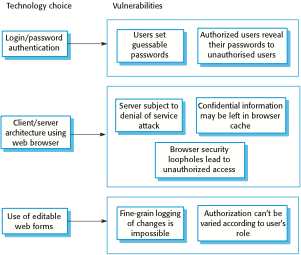 Technology choice
Vulnerabilities
Login/password
authentication
Users set
guessable
passwords
Authorized users reveal
their passwords to
unauthorised users
Client/server
architecture using
web browser
Server subject to
denial of service
attack
Confidential information
may be left in browser
cache
Browser security
loopholes lead to
unauthorized access
Use of editable
web forms
Fine-grain logging
of changes is
impossible
Authorization can't be
varied according to user's
role